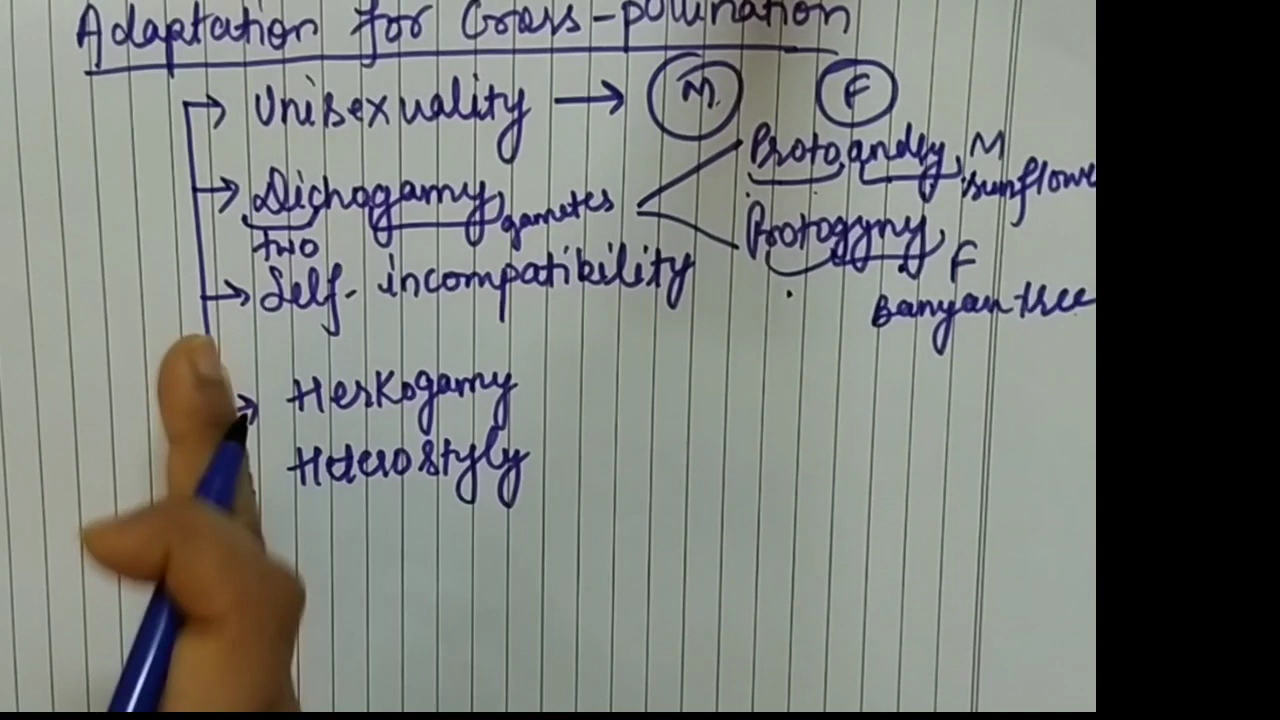 Adaptation for Cross-pollination
Unisexuality → M F
Dichogamy, gametes
two
Protoandry, M
sunflowe
Protogyny, F
Banyan tree
Self-incompatibility
Herkogamy
Heterostyly